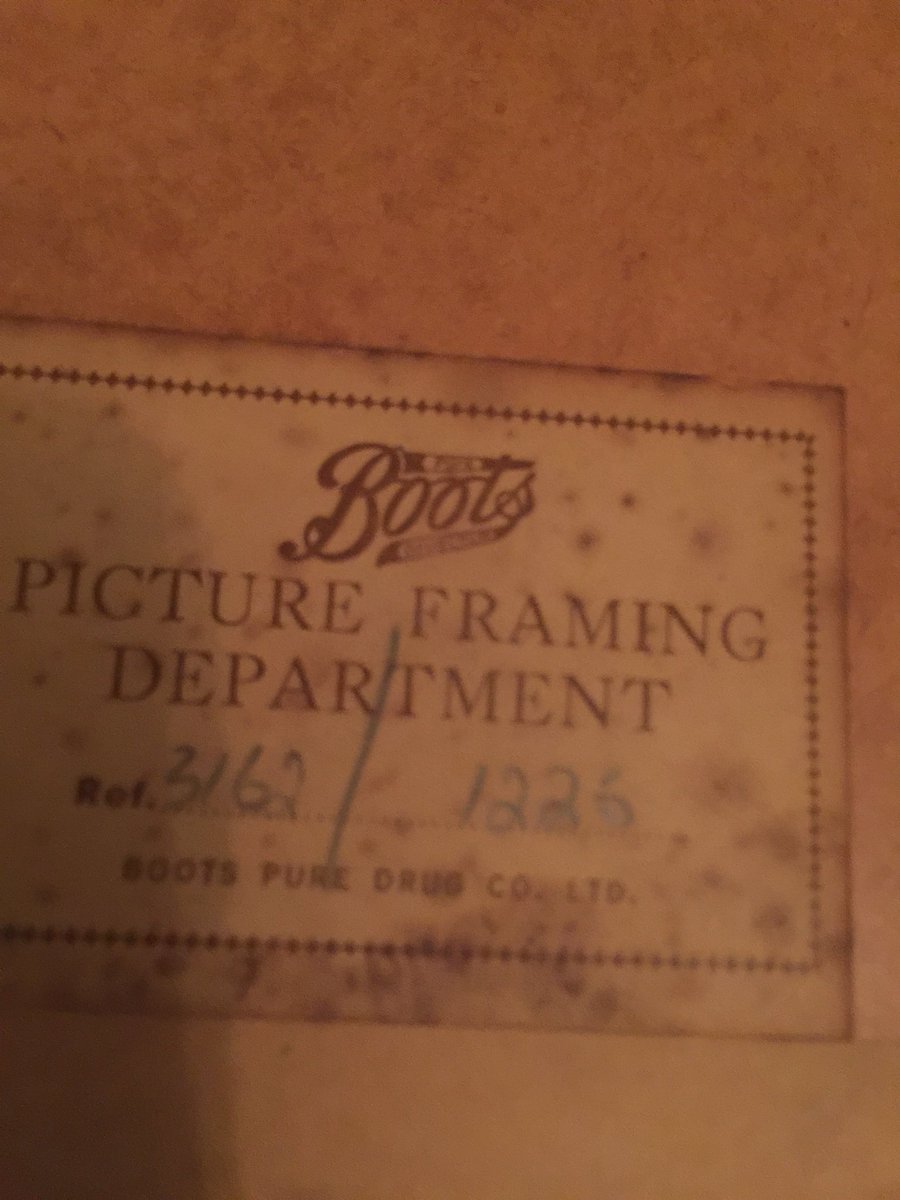 Boots
PICTURE FRAMING
DEPARTMENT
Ref. 3162 / 1226
BOOTS PURE DRUG CO. LTD.